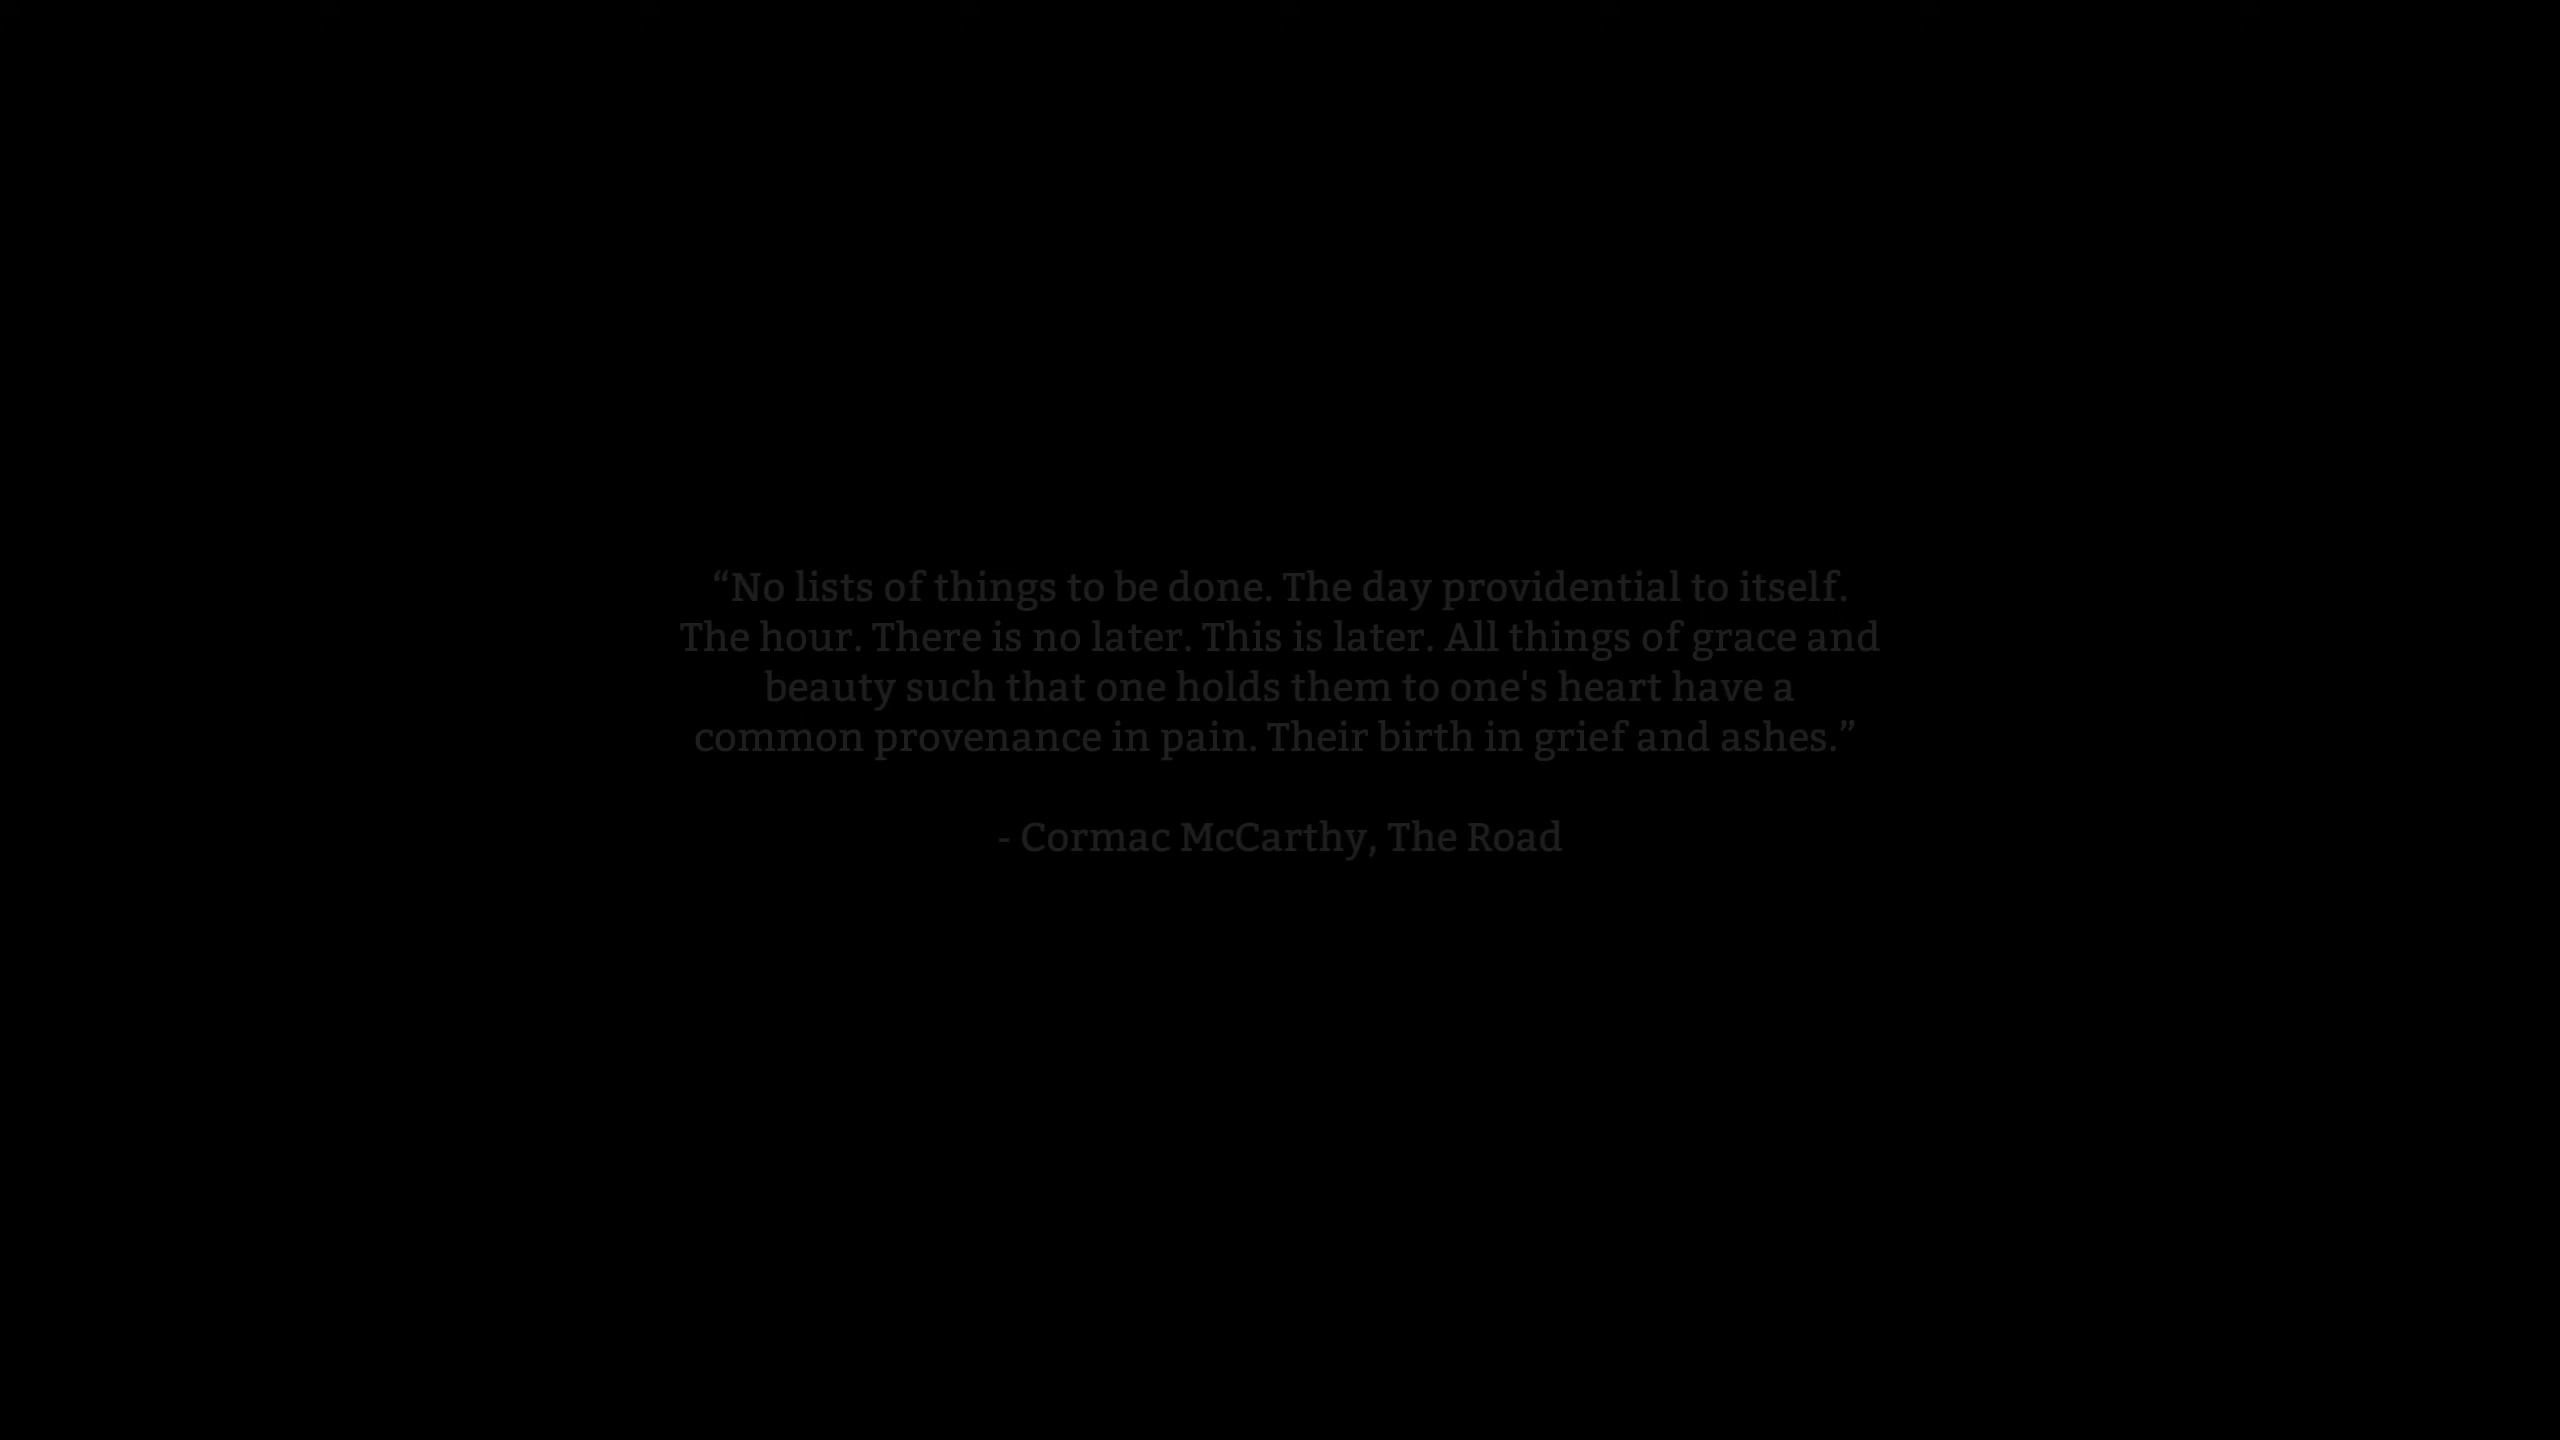 “No lists of things to be done. The day providential to itself.
The hour. There is no later. This is later. All things of grace and
beauty such that one holds them to one's heart have a
common provenance in pain. Their birth in grief and ashes.”
- Cormac McCarthy, The Road